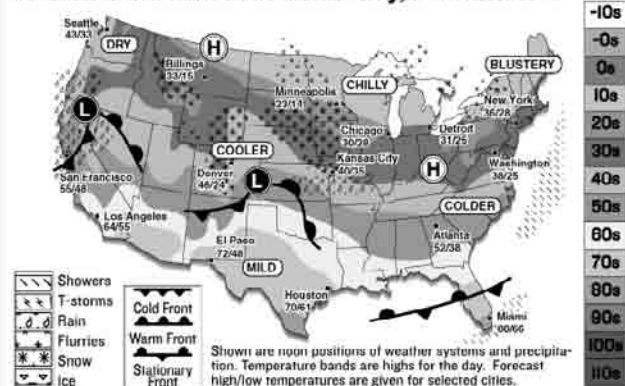 Seattle
43/33
DRY
H
Billings
33/15
Minneapolis
23/14
CHILLY
BLUSTERY
New York
36/28
L
Chicago
30/28
Detroit
31/25
COOLER
Kansas City
40/35
H
Washington
38/25
San Francisco
55/48
Denver
46/24
L
COLDER
Los Angeles
64/55
Atlanta
52/38
El Paso
72/48
MILD
Houston
70/61
Miami
80/66
Showers
T-storms
Rain
Flurries
Snow
Ice
Cold Front
Warm Front
Stationary
Front
Shown are noon positions of weather systems and precipita-
tion. Temperature bands are highs for the day. Forecast
high/low temperatures are given for selected cities.
-10s
-0s
0s
10s
20s
30s
40s
50s
60s
70s
80s
90s
100s
110s